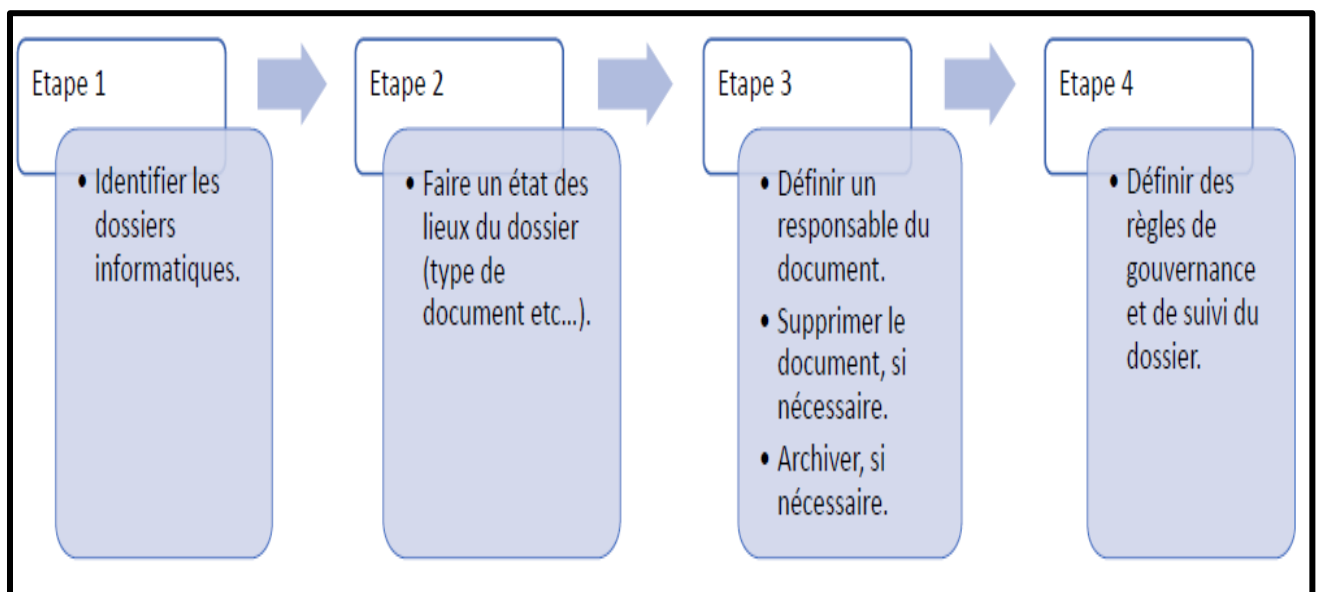 Etape 1
• Identifier les
dossiers
informatiques.
Etape 2
• Faire un état des
lieux du dossier
(type de
document etc...).
Etape 3
• Définir un
responsable du
document.
• Supprimer le
document, si
nécessaire.
• Archiver, si
nécessaire.
Etape 4
• Définir des
règles de
gouvernance
et de suivi du
dossier.